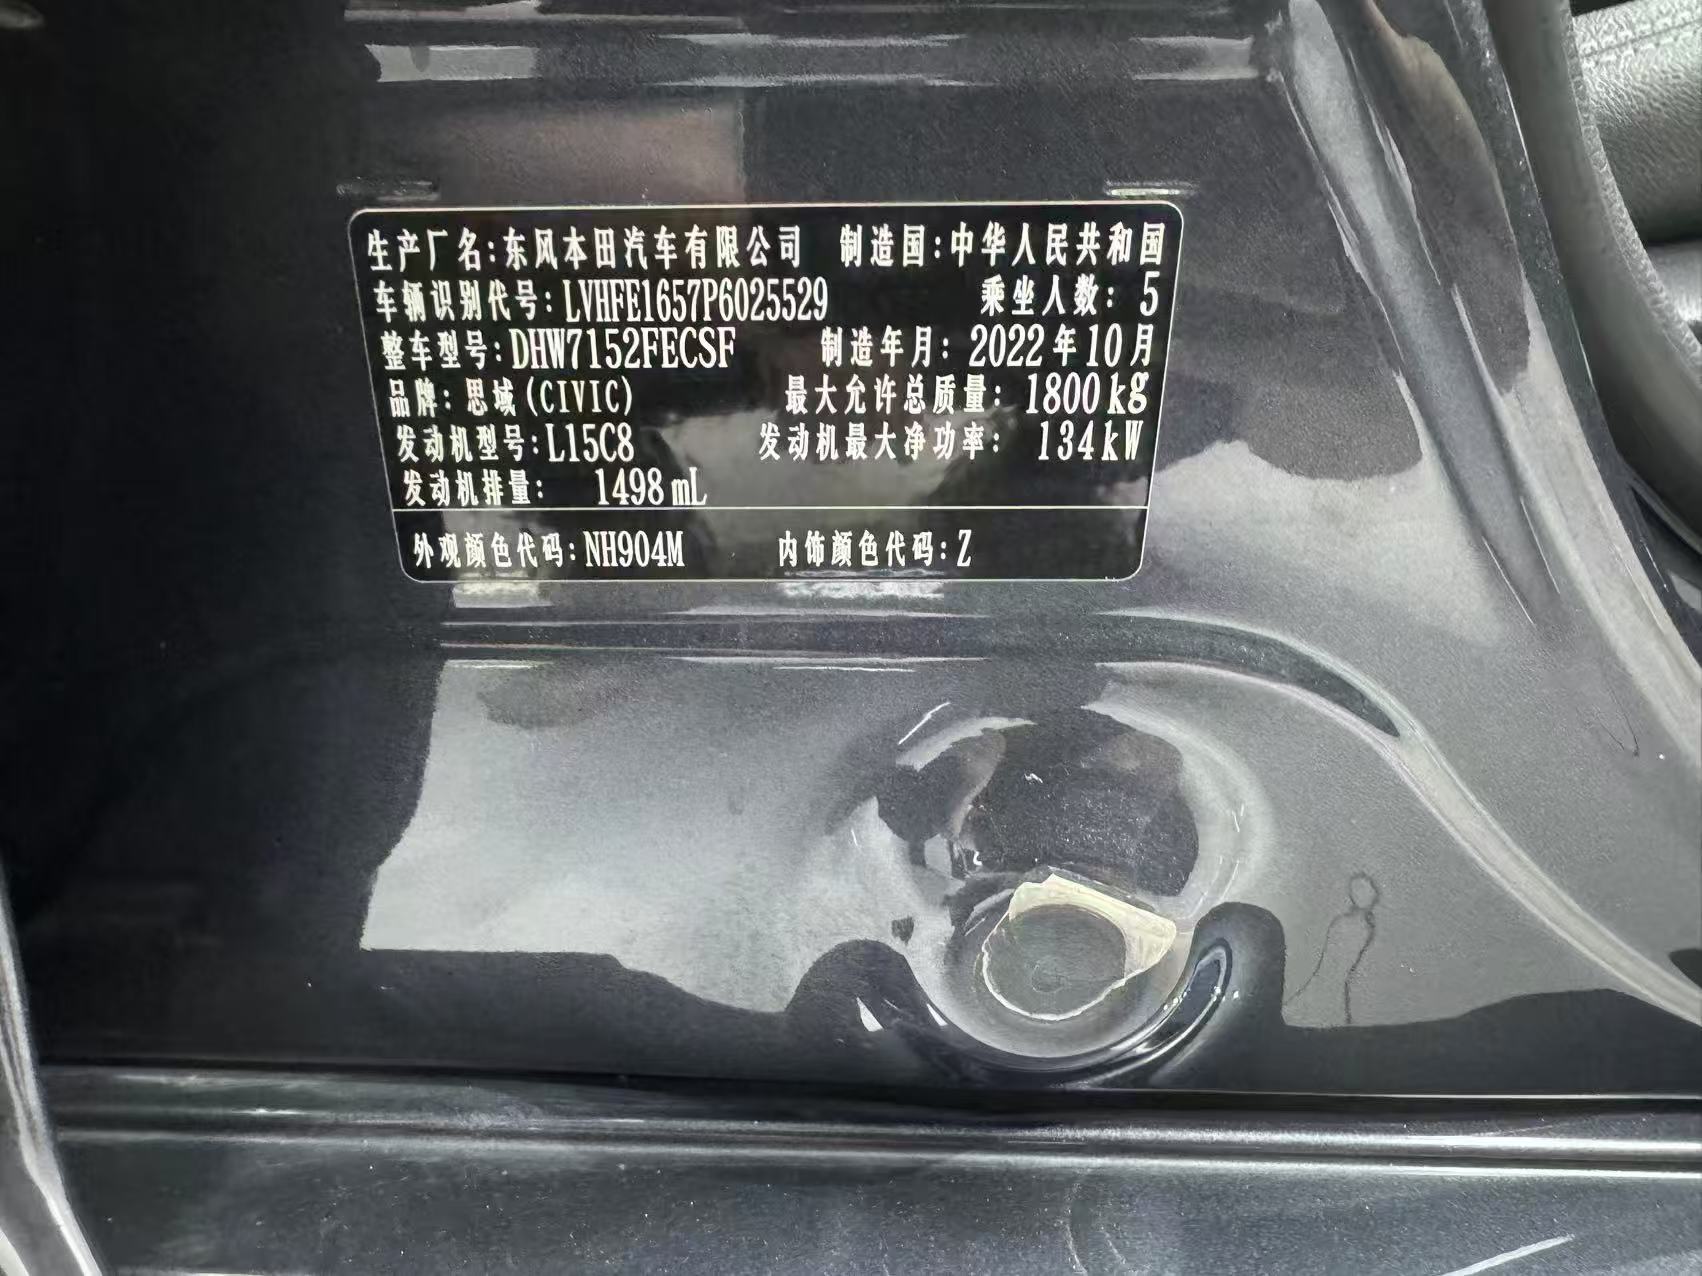 生产厂名:东风本田汽车有限公司 制造国:中华人民共和国
车辆识别代号:LVHFE1657P6025529 乘坐人数:5
整车型号:DHW7152FECSF 制造年月:2022年10月
品牌:思域(CIVIC) 最大允许总质量:1800kg
发动机型号:L15C8 发动机最大净功率:134kW
发动机排量: 1498mL
外观颜色代码:NH904M 内饰颜色代码:Z